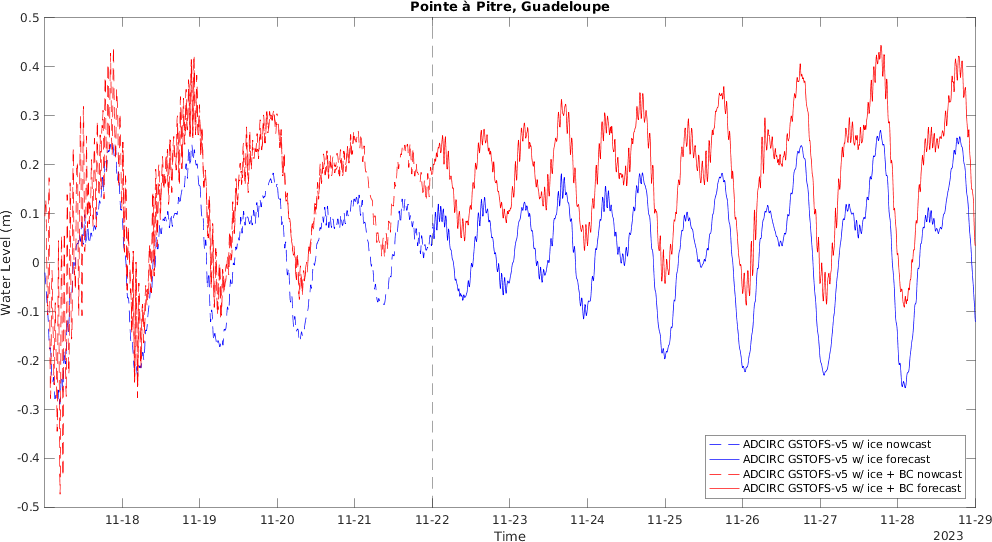 Pointe à Pitre, Guadeloupe
0.5
0.4
0.3
0.2
0.1
0
-0.1
-0.2
-0.3
-0.4
-0.5
Water Level (m)
ADCIRC GSTOFS-v5 w/ ice nowcast
ADCIRC GSTOFS-v5 w/ ice forecast
ADCIRC GSTOFS-v5 w/ ice + BC nowcast
ADCIRC GSTOFS-v5 w/ ice + BC forecast
11-18 11-19 11-20 11-21 11-22 11-23 11-24 11-25 11-26 11-27 11-28 11-29
Time
2023